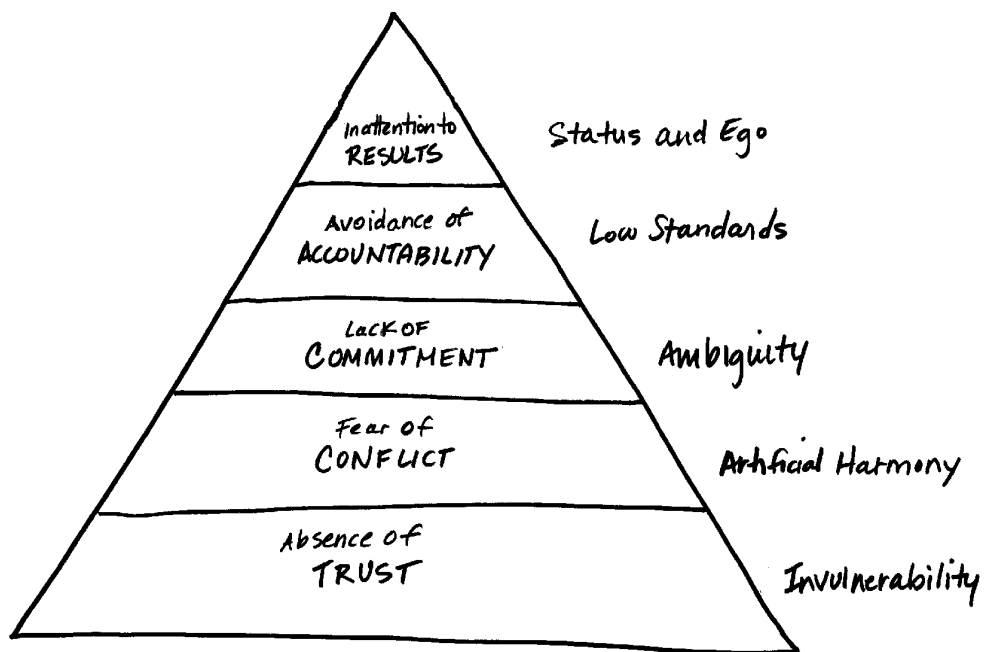 Inattention to
RESULTS
Status and Ego
Avoidance of
ACCOUNTABILITY
Low Standards
Lack OF
COMMITMENT
Ambiguity
Fear of
CONFLICT
Artificial Harmony
Absence of
TRUST
Invulnerability